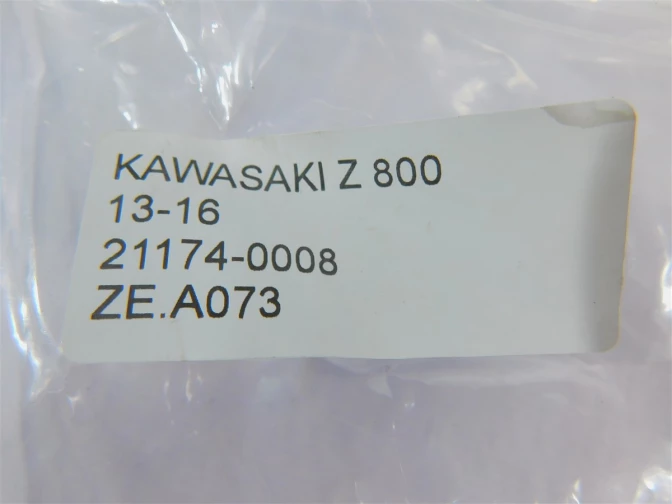 KAWASAKI Z 800
13-16
21174-0008
ZE.A073